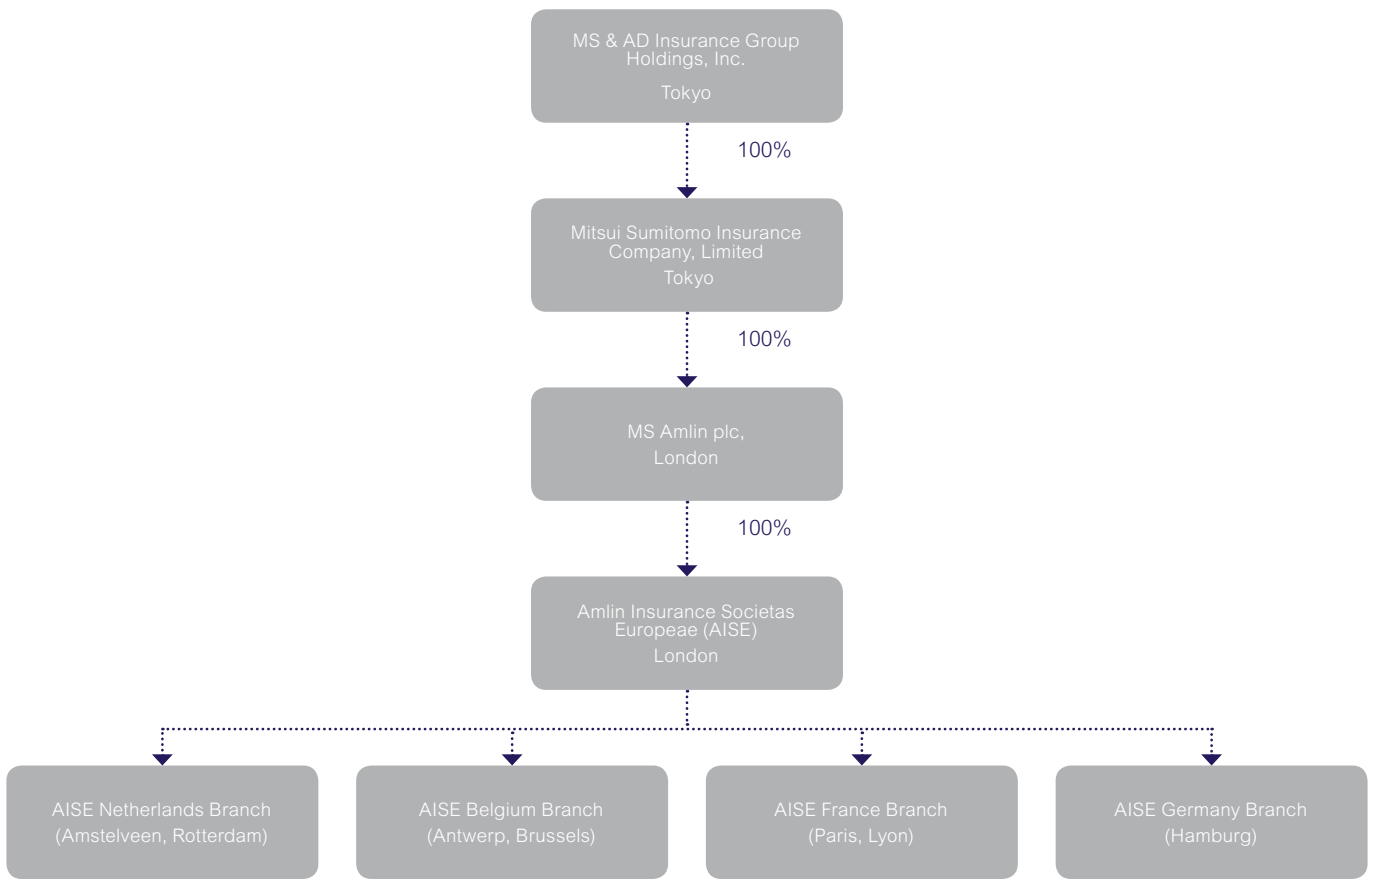 MS & AD Insurance Group
Holdings, Inc.
Tokyo
100%
Mitsui Sumitomo Insurance
Company, Limited
Tokyo
100%
MS Amlin plc,
London
100%
Amlin Insurance Societas
Europeae (AISE)
London
AISE Netherlands Branch
(Amstelveen, Rotterdam)
AISE Belgium Branch
(Antwerp, Brussels)
AISE France Branch
(Paris, Lyon)
AISE Germany Branch
(Hamburg)